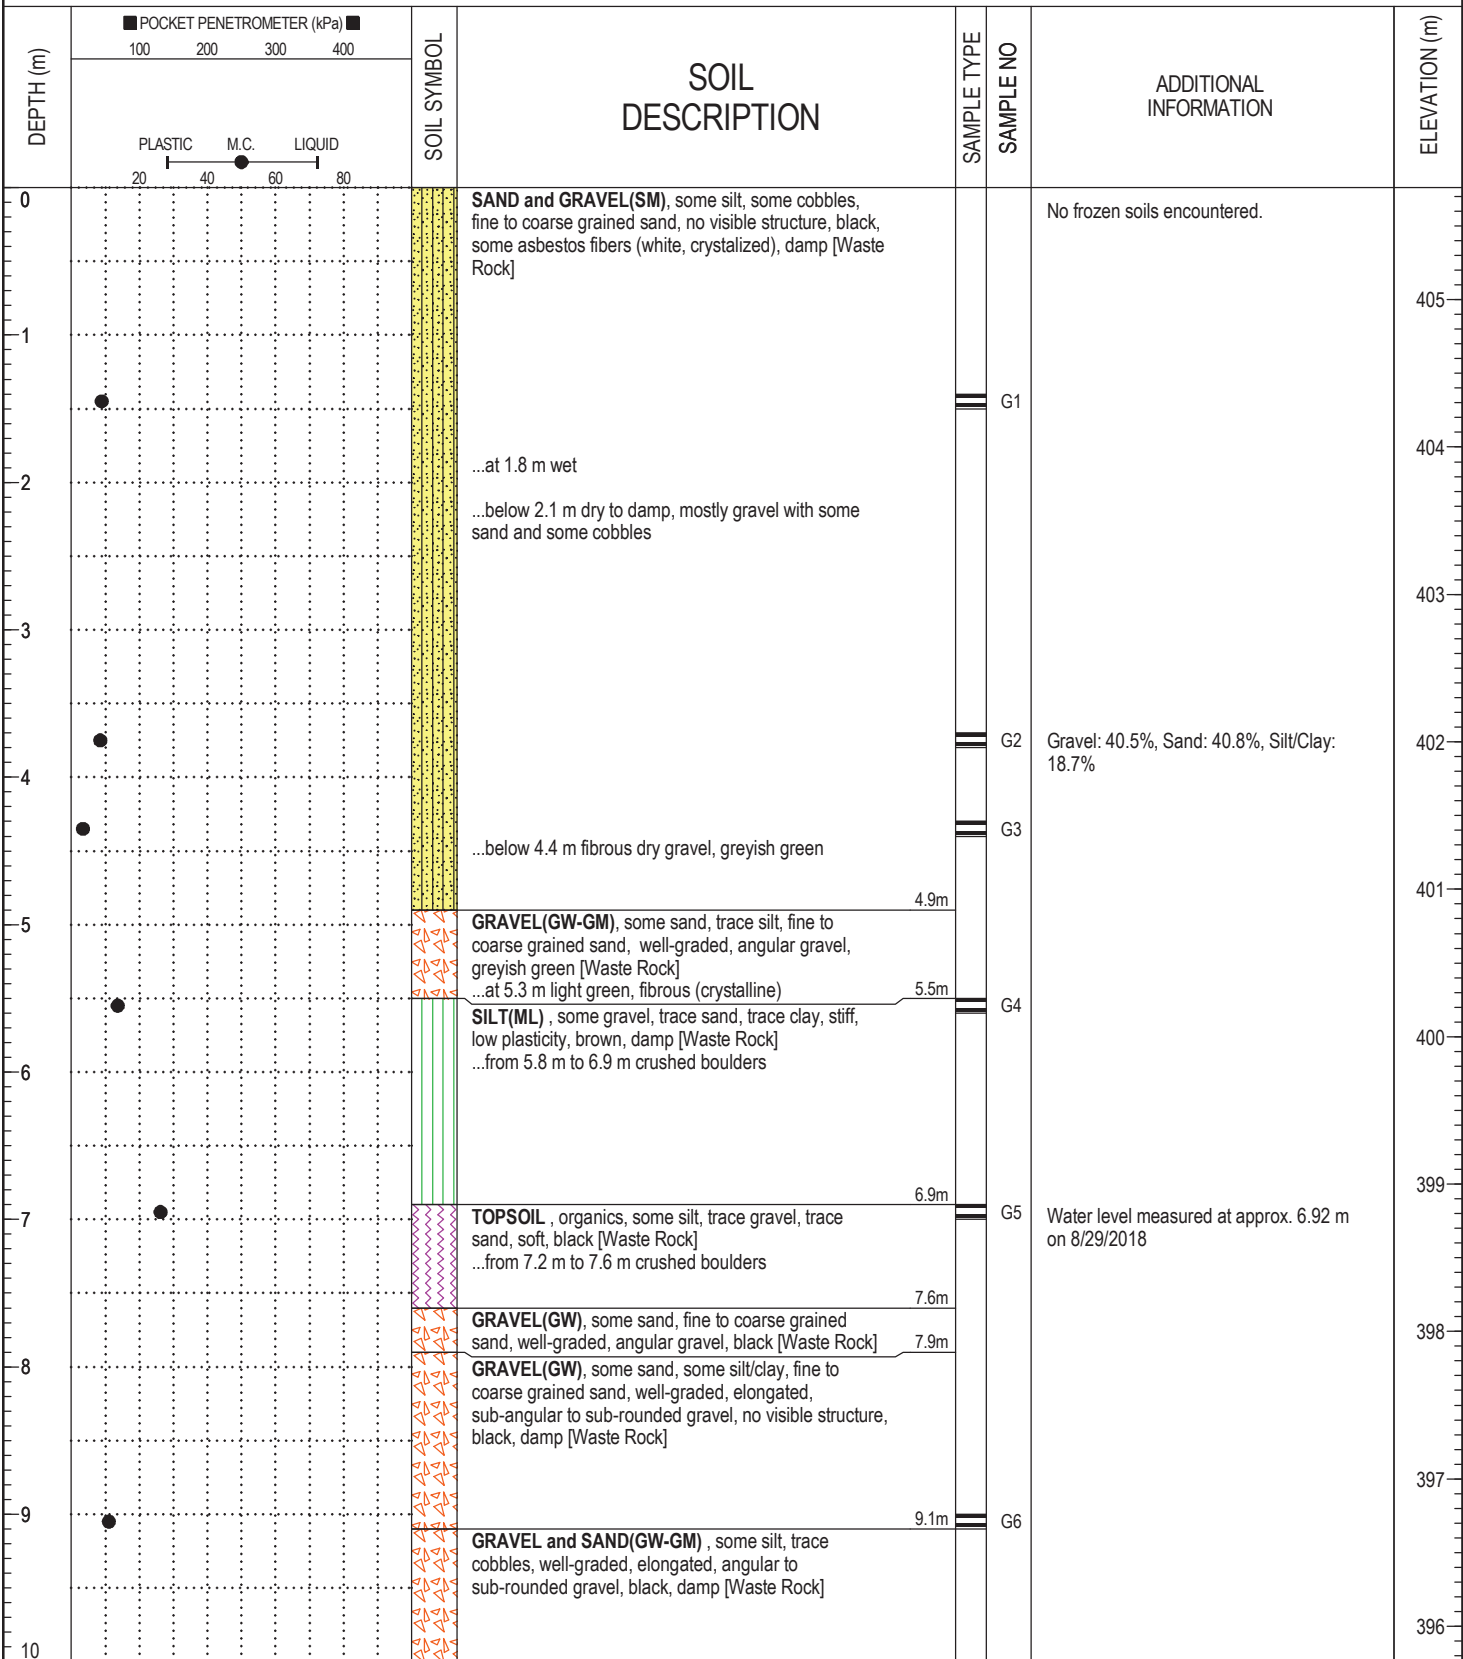 POCKET PENETROMETER (kPa)
100 200 300 400
DEPTH (m)
PLASTIC M.C. LIQUID
20 40 60 80
SOIL SYMBOL
SOIL
DESCRIPTION
SAMPLE TYPE
SAMPLE NO
ADDITIONAL
INFORMATION
ELEVATION (m)
0
SAND and GRAVEL(SM), some silt, some cobbles,
fine to coarse grained sand, no visible structure, black,
some asbestos fibers (white, crystalized), damp [Waste
Rock]
No frozen soils encountered.
405
1
G1
404
...at 1.8 m wet
2
...below 2.1 m dry to damp, mostly gravel with some
sand and some cobbles
403
3
G2
Gravel: 40.5%, Sand: 40.8%, Silt/Clay:
18.7%
402
4
G3
...below 4.4 m fibrous dry gravel, greyish green
401
4.9m
5
GRAVEL(GW-GM), some sand, trace silt, fine to
coarse grained sand, well-graded, angular gravel,
greyish green [Waste Rock]
...at 5.3 m light green, fibrous (crystalline)
5.5m
G4
SILT(ML) , some gravel, trace sand, trace clay, stiff,
low plasticity, brown, damp [Waste Rock]
...from 5.8 m to 6.9 m crushed boulders
400
6
399
6.9m
7
TOPSOIL , organics, some silt, trace gravel, trace
sand, soft, black [Waste Rock]
...from 7.2 m to 7.6 m crushed boulders
G5
Water level measured at approx. 6.92 m
on 8/29/2018
7.6m
GRAVEL(GW), some sand, fine to coarse grained
sand, well-graded, angular gravel, black [Waste Rock]
7.9m
398
8
GRAVEL(GW), some sand, some silt/clay, fine to
coarse grained sand, well-graded, elongated,
sub-angular to sub-rounded gravel, no visible structure,
black, damp [Waste Rock]
397
9
9.1m
G6
GRAVEL and SAND(GW-GM) , some silt, trace
cobbles, well-graded, elongated, angular to
sub-rounded gravel, black, damp [Waste Rock]
396
10